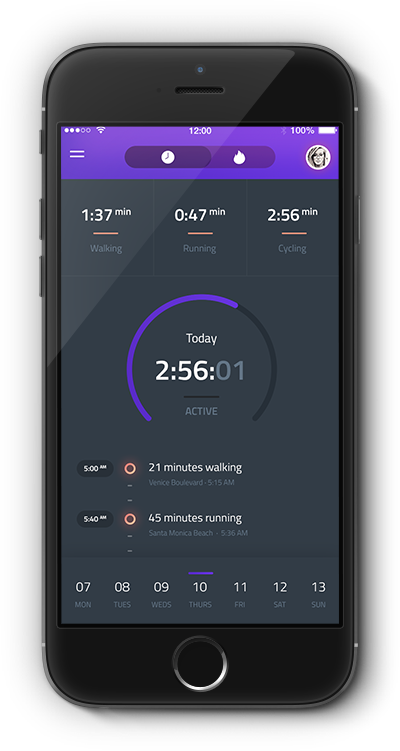 12:00 100%
1:37 min 0:47 min 2:56 min
Walking Running Cycling
Today
2:56:01
ACTIVE
5:00 AM 21 minutes walking
Venice Boulevard - 5:15 AM
5:40 AM 45 minutes running
Santa Monica Beach - 5:36 AM
07 08 09 10 11 12 13
MON TUES WEDS THURS FRI SAT SUN